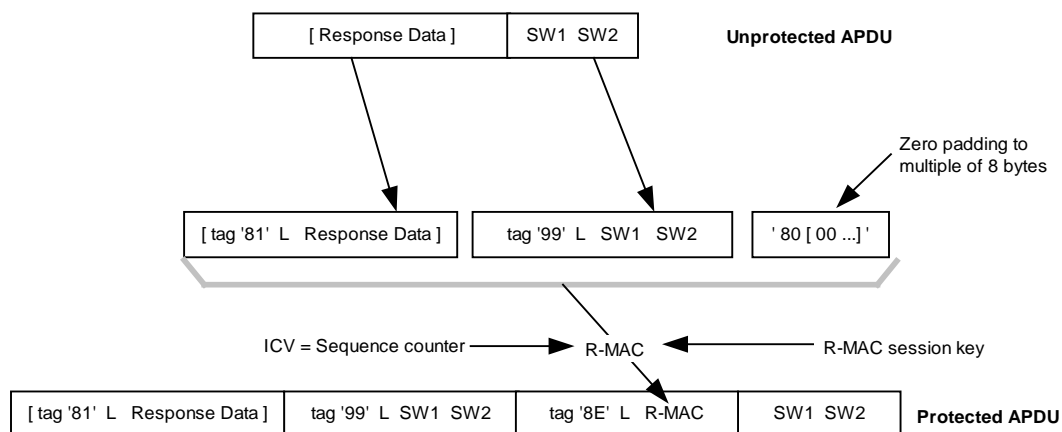 [ Response Data ] SW1 SW2 Unprotected APDU
Zero padding to
multiple of 8 bytes
[ tag '81' L Response Data ] tag '99' L SW1 SW2 ' 80 [ 00 ...] '
ICV = Sequence counter R-MAC R-MAC session key
[ tag '81' L Response Data ] tag '99' L SW1 SW2 tag '8E' L R-MAC SW1 SW2 Protected APDU